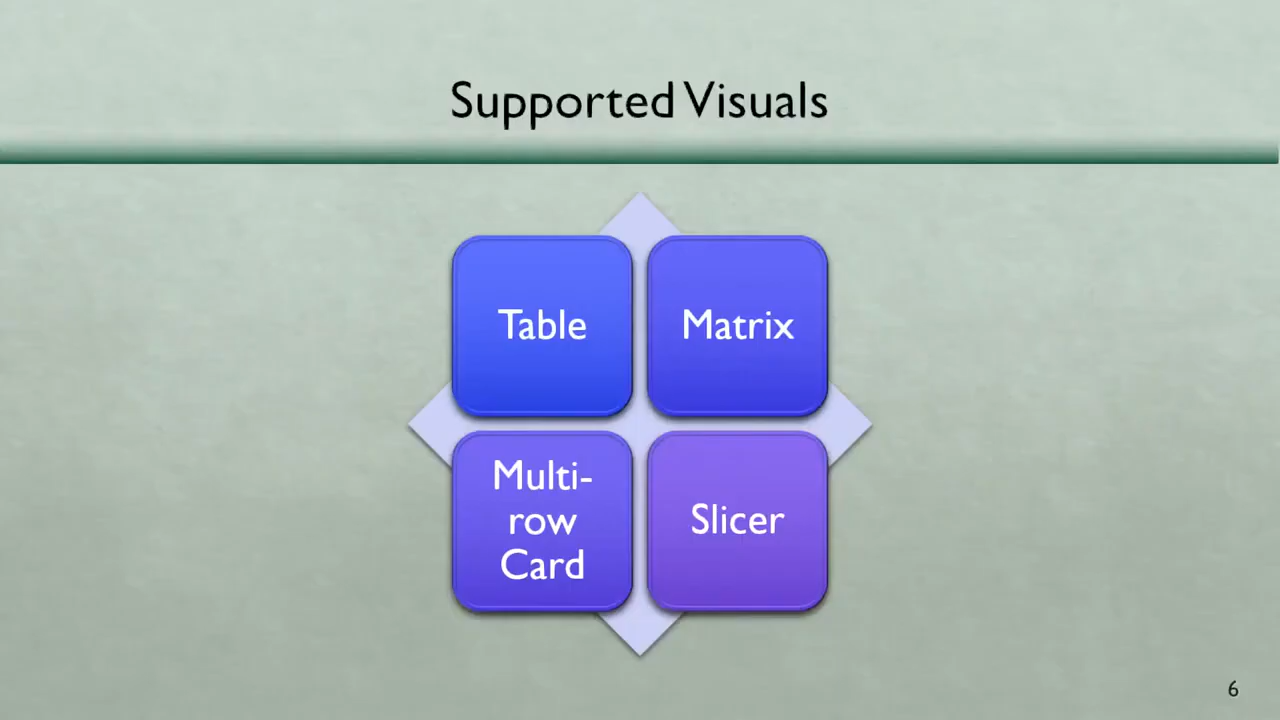 Supported Visuals
Table
Matrix
Multi-
row
Card
Slicer
6